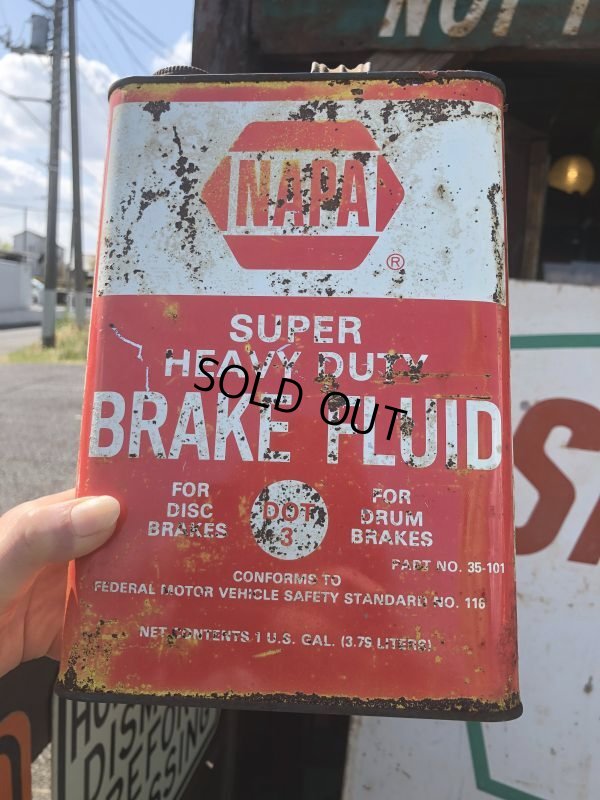 NOT
NAPA
®
SUPER
HEAVY DUTY
SOLD OUT
BRAKE FLUID
FOR
DISC
BRAKES
DOT
3
FOR
DRUM
BRAKES
PART NO. 35-101
CONFORMS TO
FEDERAL MOTOR VEHICLE SAFETY STANDARD NO. 116
NET CONTENTS 1 U.S. GAL. (3.79 LITERS)